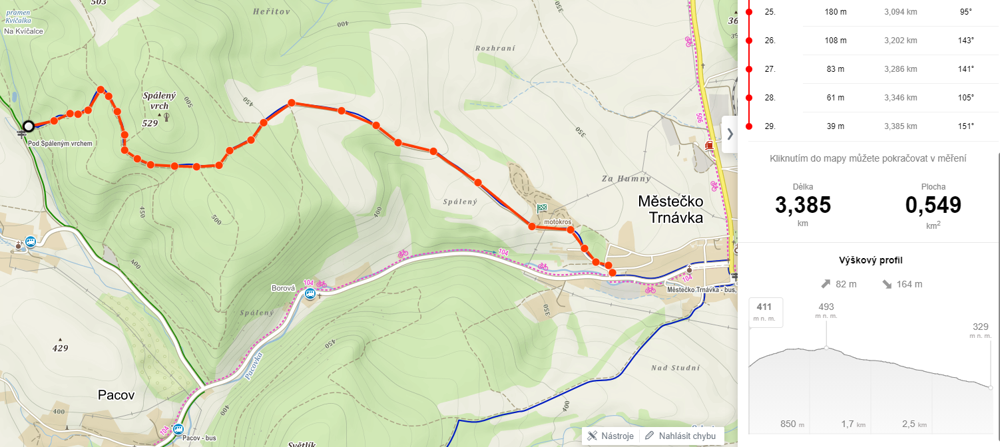 503
Heřitov
350
pramen
Kvíčalka
Na Kvíčalce
400
Rozhraní
Spálený
vrch
529
500
450
350
506
Pod Spáleným vrchem
Za Humny
Spálený
400
450
500
motokros
Městečko
Trnávka
400
104
104
Borová
104
104
Městečko Trnávka - bus,
350
Spálený
429
450
Pacovka
Nad Studní
Pacov
400
400
400
104
Pacov - bus
Světlík
Nástroje
Nahlásit chybu
25. 180 m 3,094 km 95°
26. 108 m 3,202 km 143°
27. 83 m 3,286 km 141°
28. 61 m 3,346 km 105°
29. 39 m 3,385 km 151°
Kliknutím do mapy můžete pokračovat v měření
Délka Plocha
3,385 0,549
km km²
Výškový profil
82 m 164 m
411 493
m n. m. m n. m.
329
m n. m.
850 m 1,7 km 2,5 km